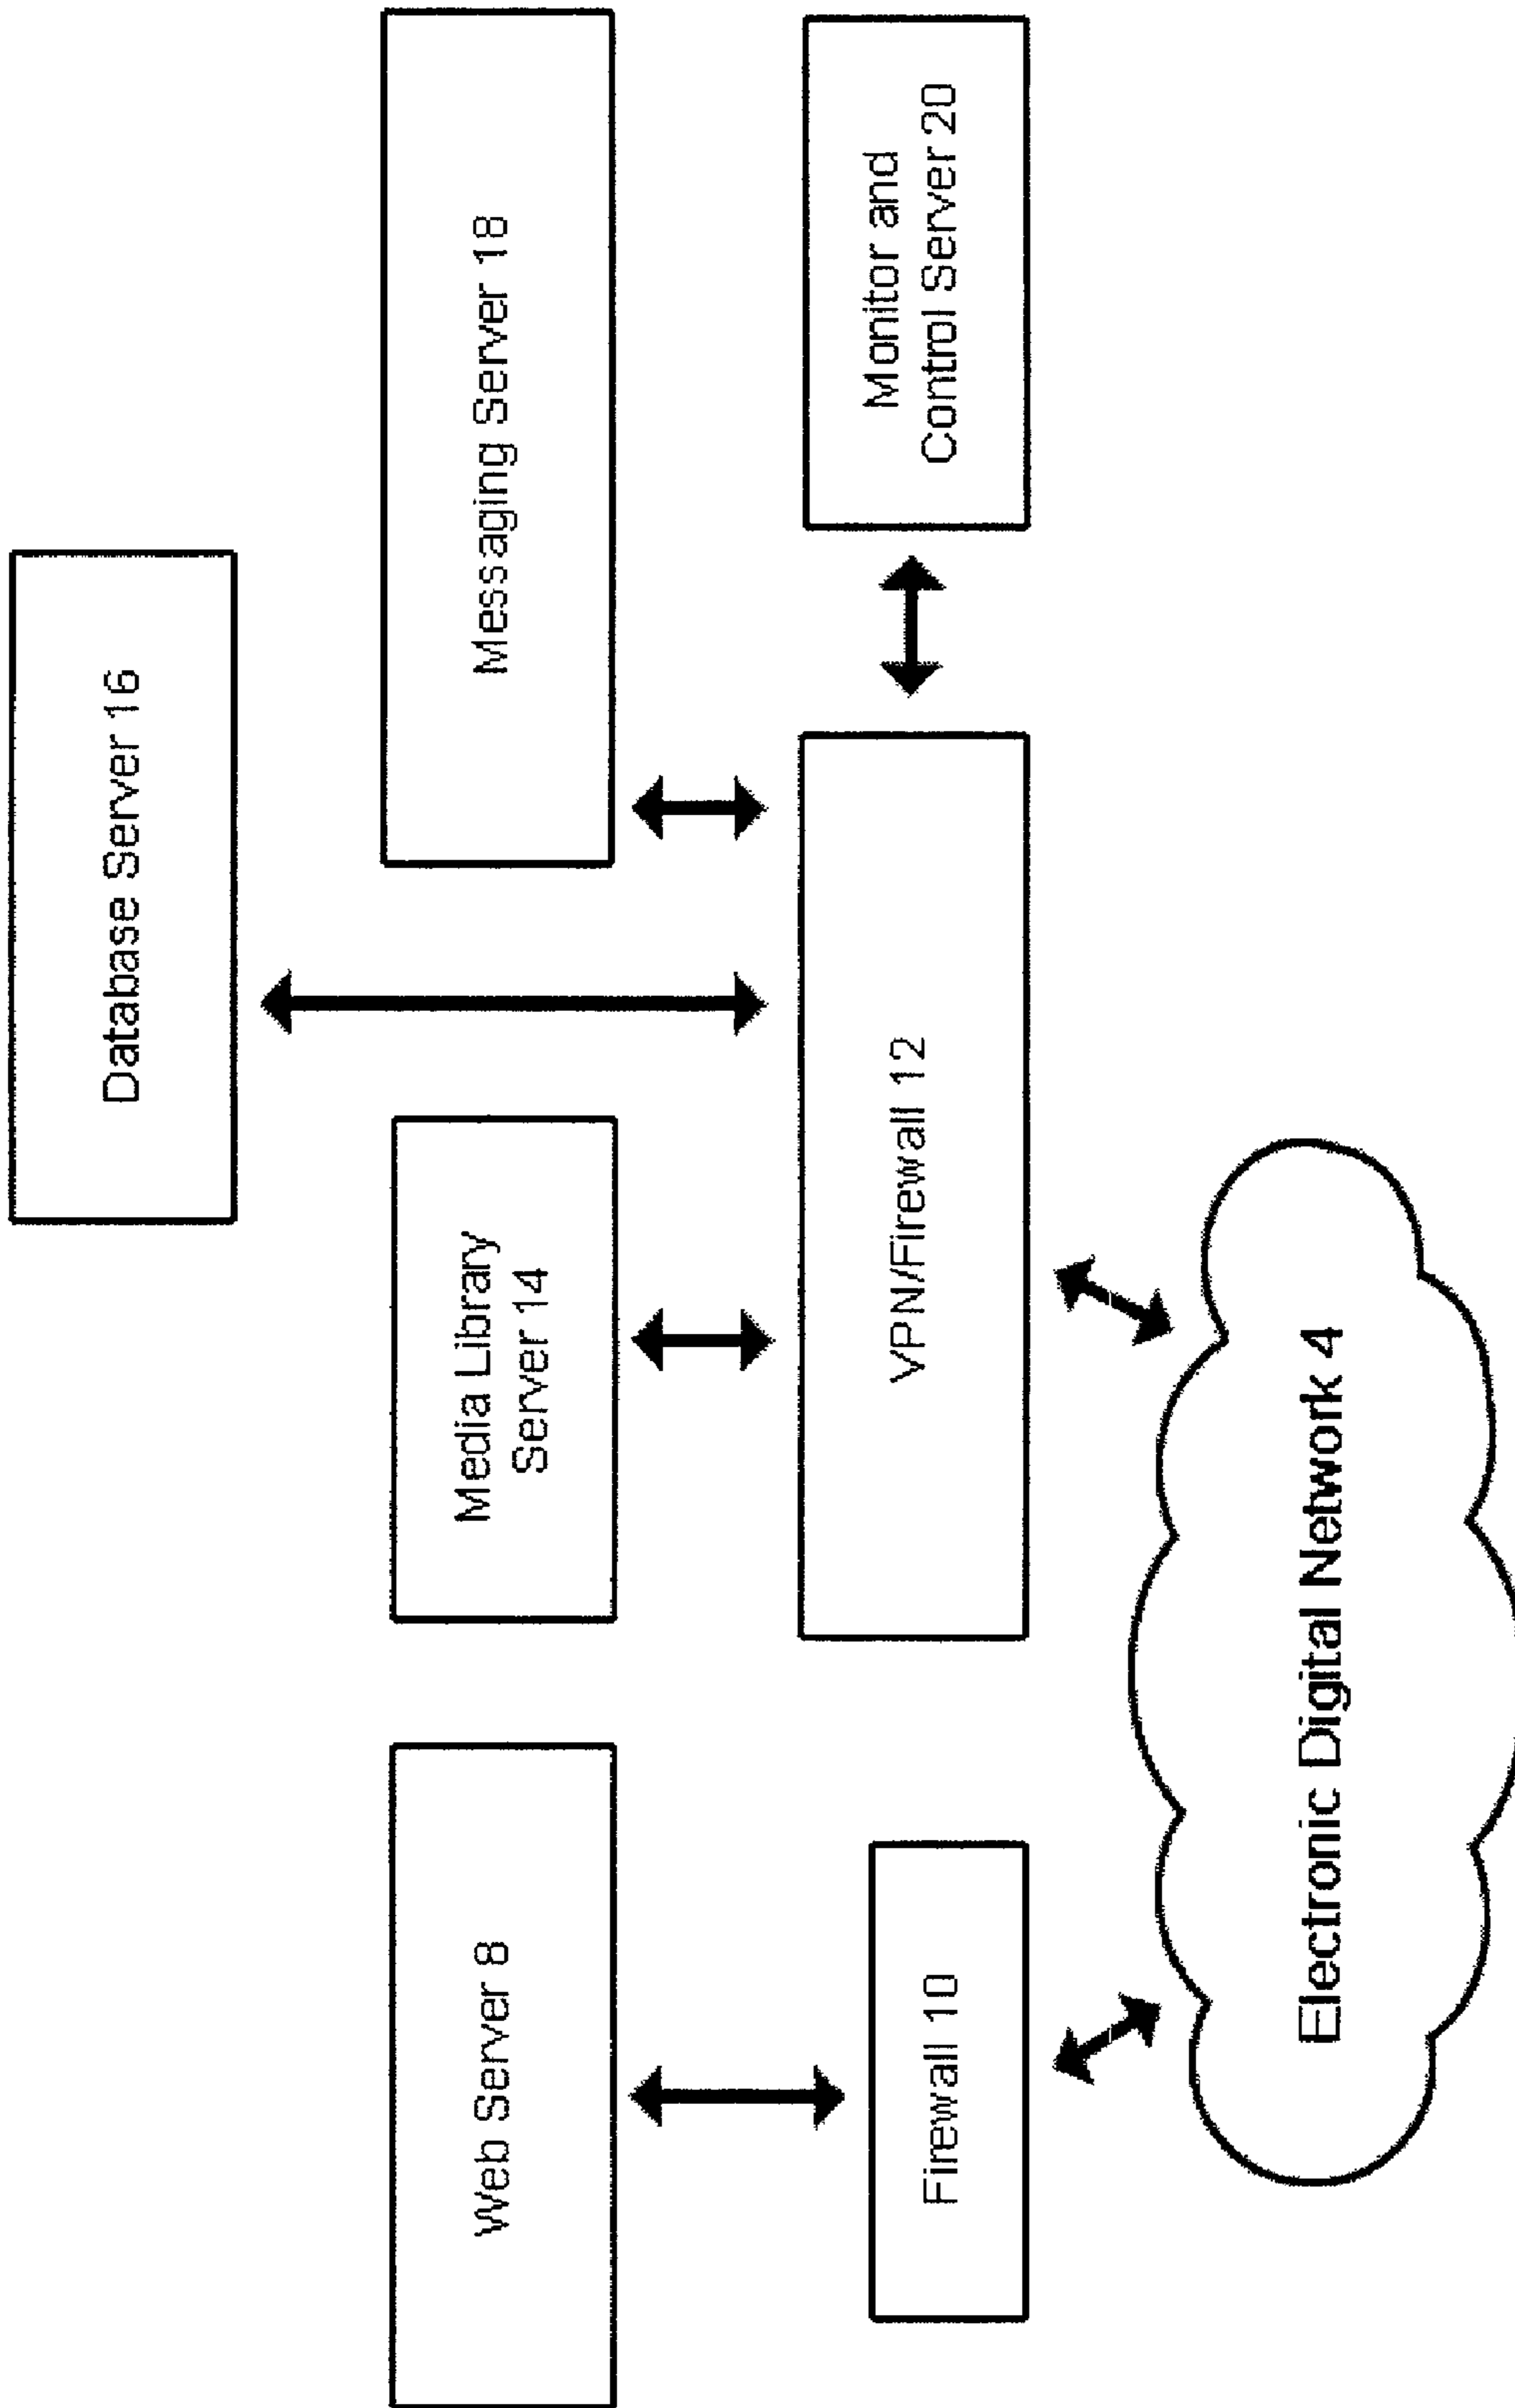 Database Server 16
Web Server 8
Media Library
Server 14
Messaging Server 18
Firewall 10
VPN/Firewall 12
Monitor and
Control Server 20
Electronic Digital Network 4